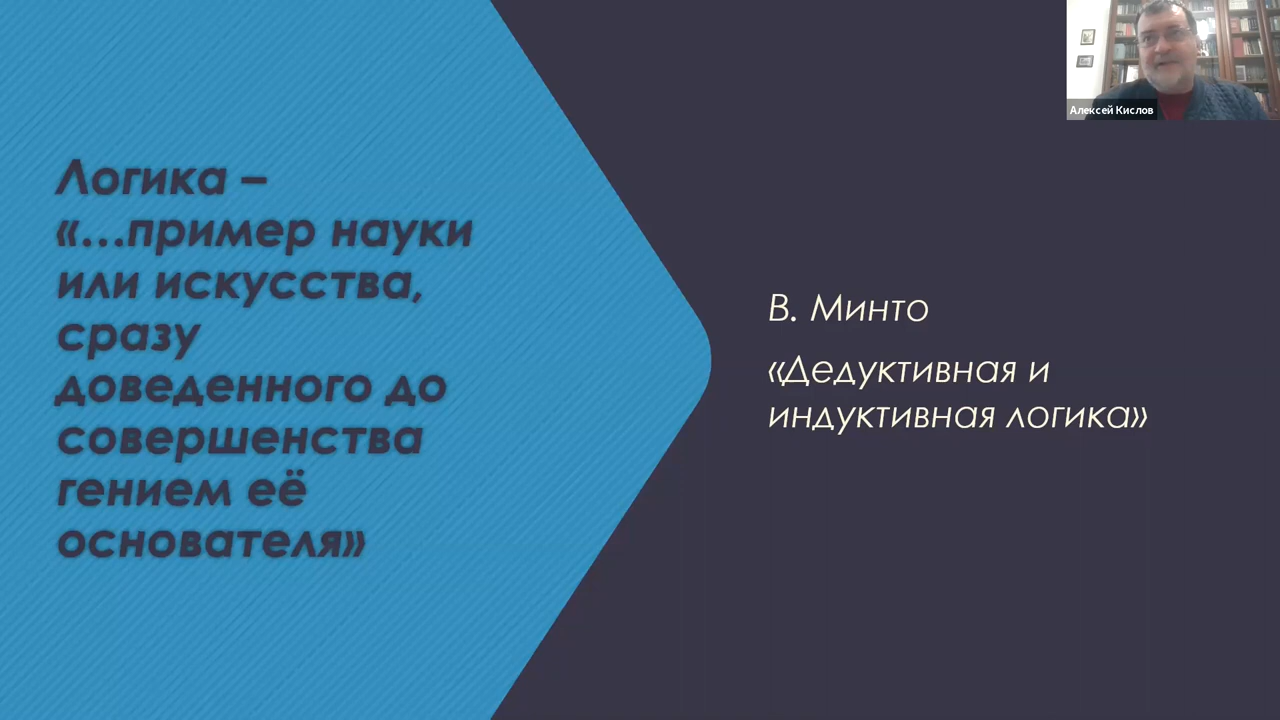 Логика –
«...пример науки
или искусства,
сразу
доведенного до
совершенства
гением её
основателя»
В. Минто
«Дедуктивная и
индуктивная логика»
Алексей Кислов